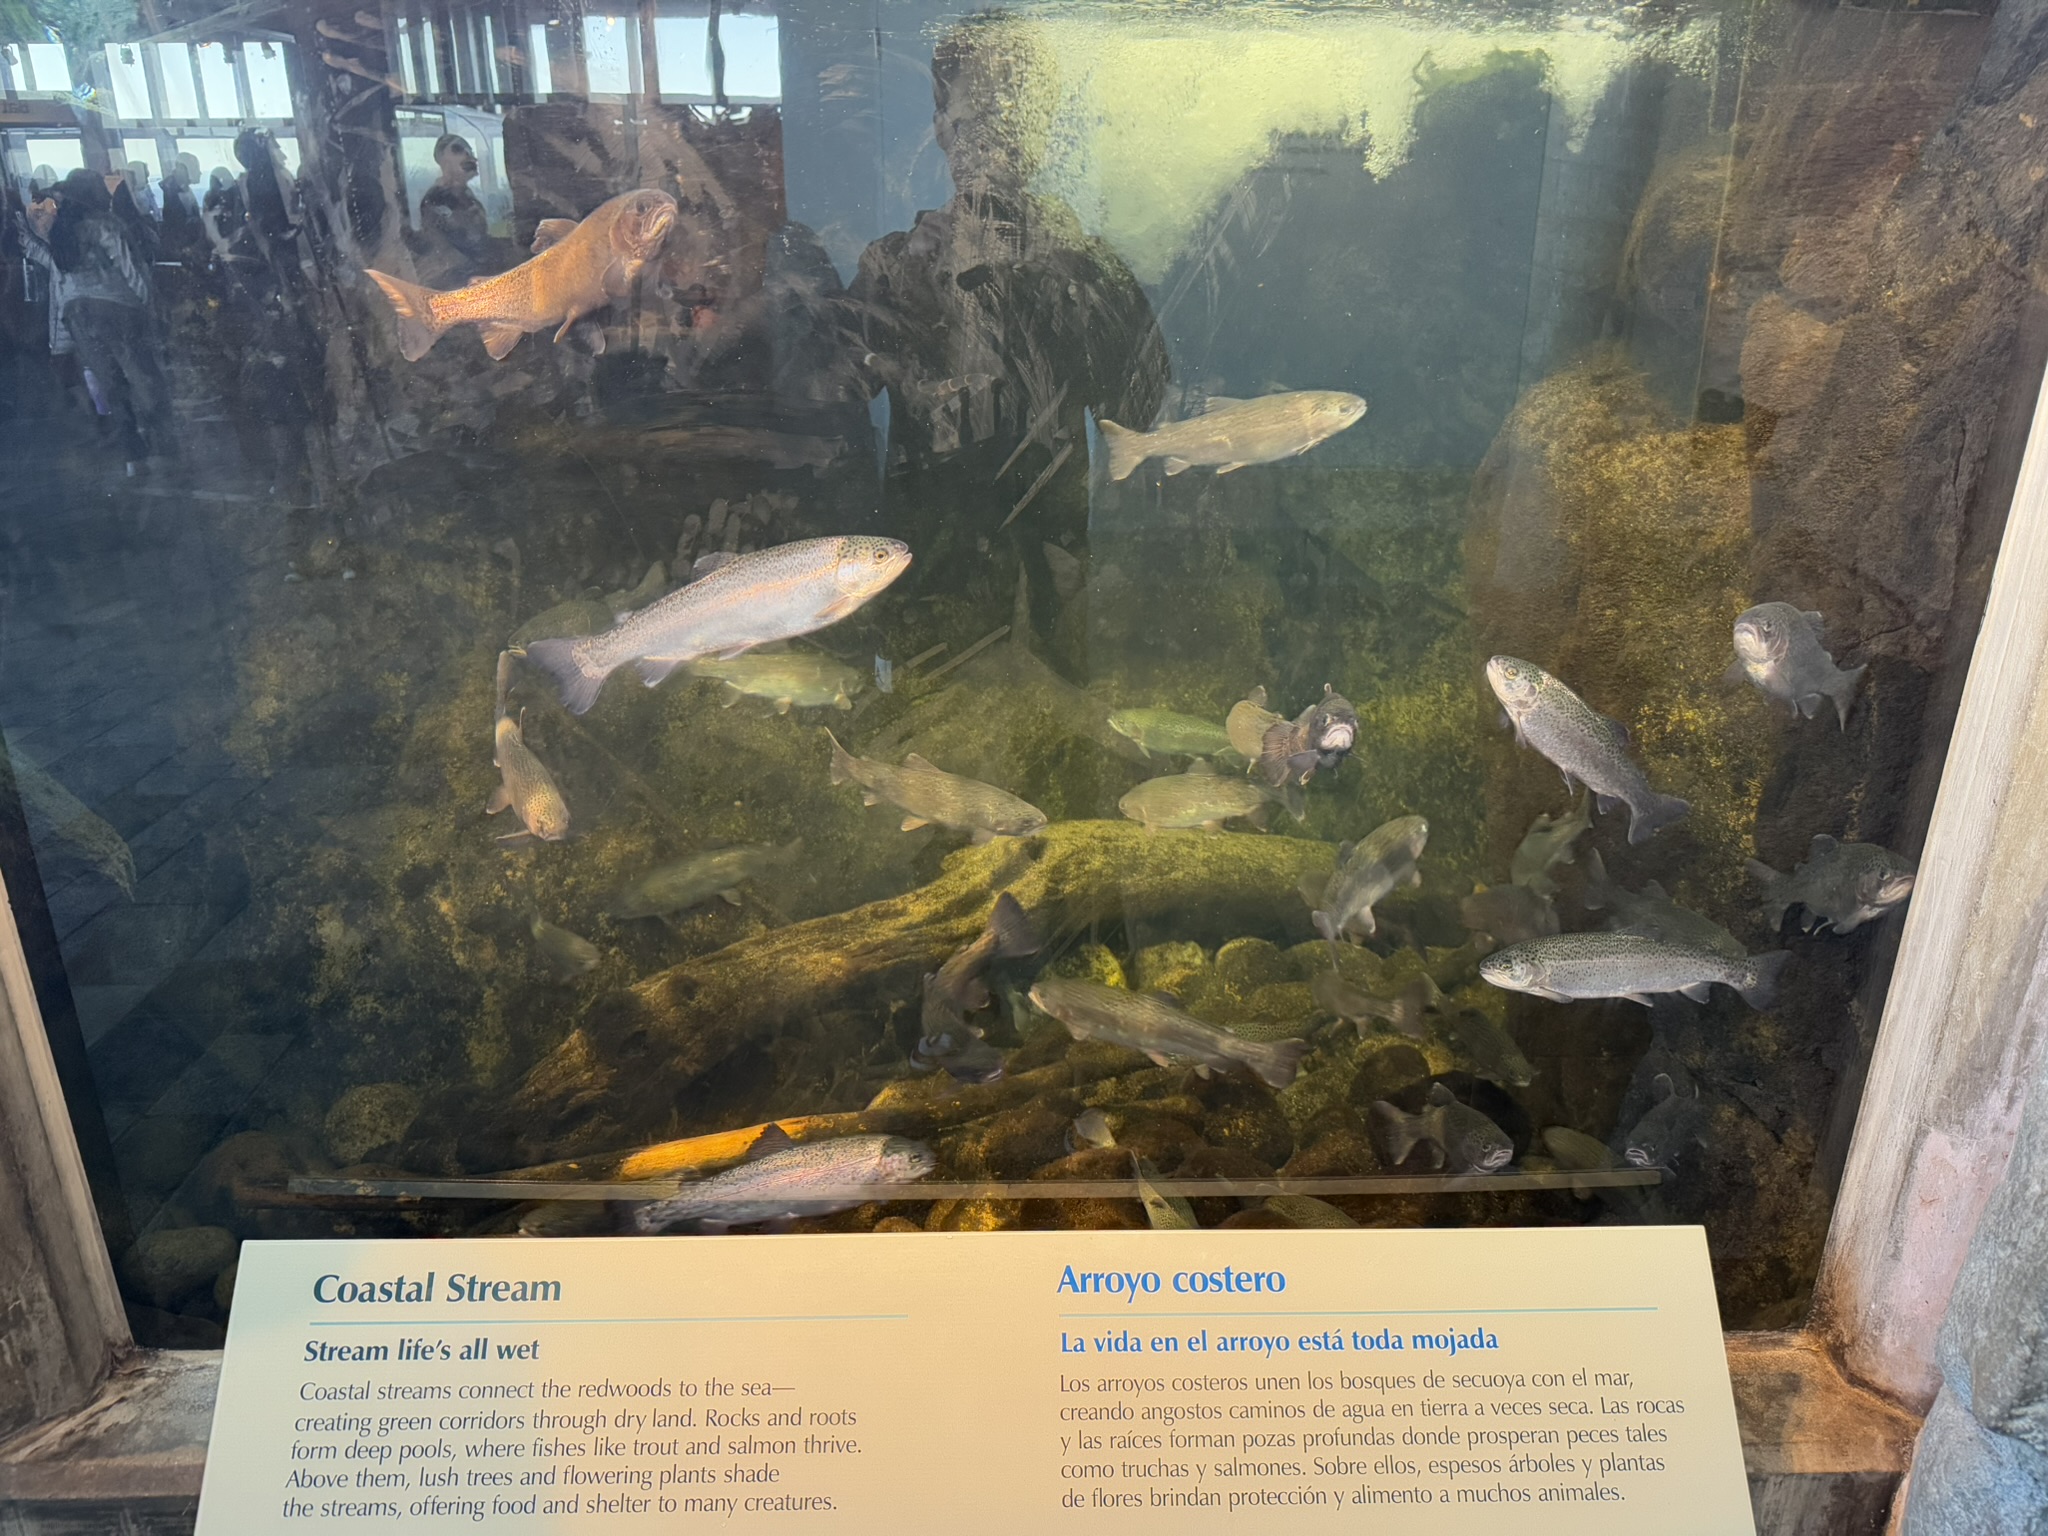 Coastal Stream
Stream life's all wet
Coastal streams connect the redwoods to the sea—
creating green corridors through dry land. Rocks and roots
form deep pools, where fishes like trout and salmon thrive.
Above them, lush trees and flowering plants shade
the streams, offering food and shelter to many creatures.
Arroyo costero
La vida en el arroyo está toda mojada
Los arroyos costeros unen los bosques de secuoya con el mar,
creando angostos caminos de agua en tierra a veces seca. Las rocas
y las raíces forman pozas profundas donde prosperan peces tales
como truchas y salmones. Sobre ellos, espesos árboles y plantas
de flores brindan protección y alimento a muchos animales.